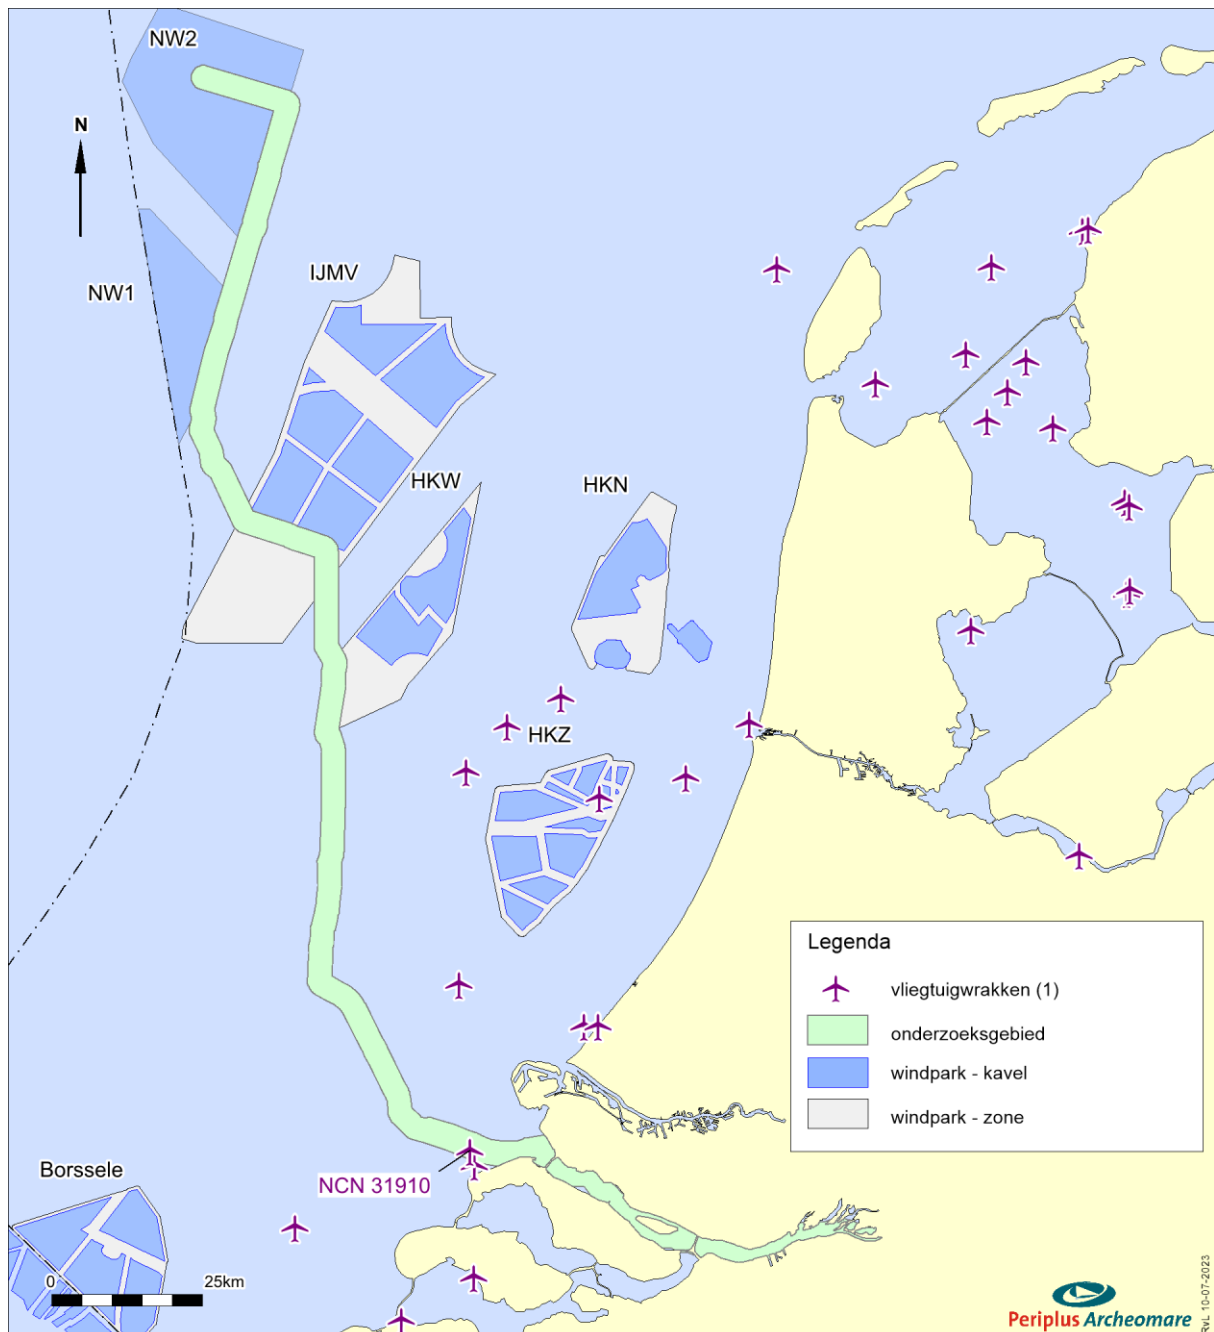 NW2
N
IJMV
NW1
HKW
HKN
HKZ
Legenda
vliegtuigwrakken (1)
onderzoeksgebied
windpark - kavel
windpark - zone
NCN 31910
Borssele
0 25km
Periplus Archeomare
RvL 10-07-2023